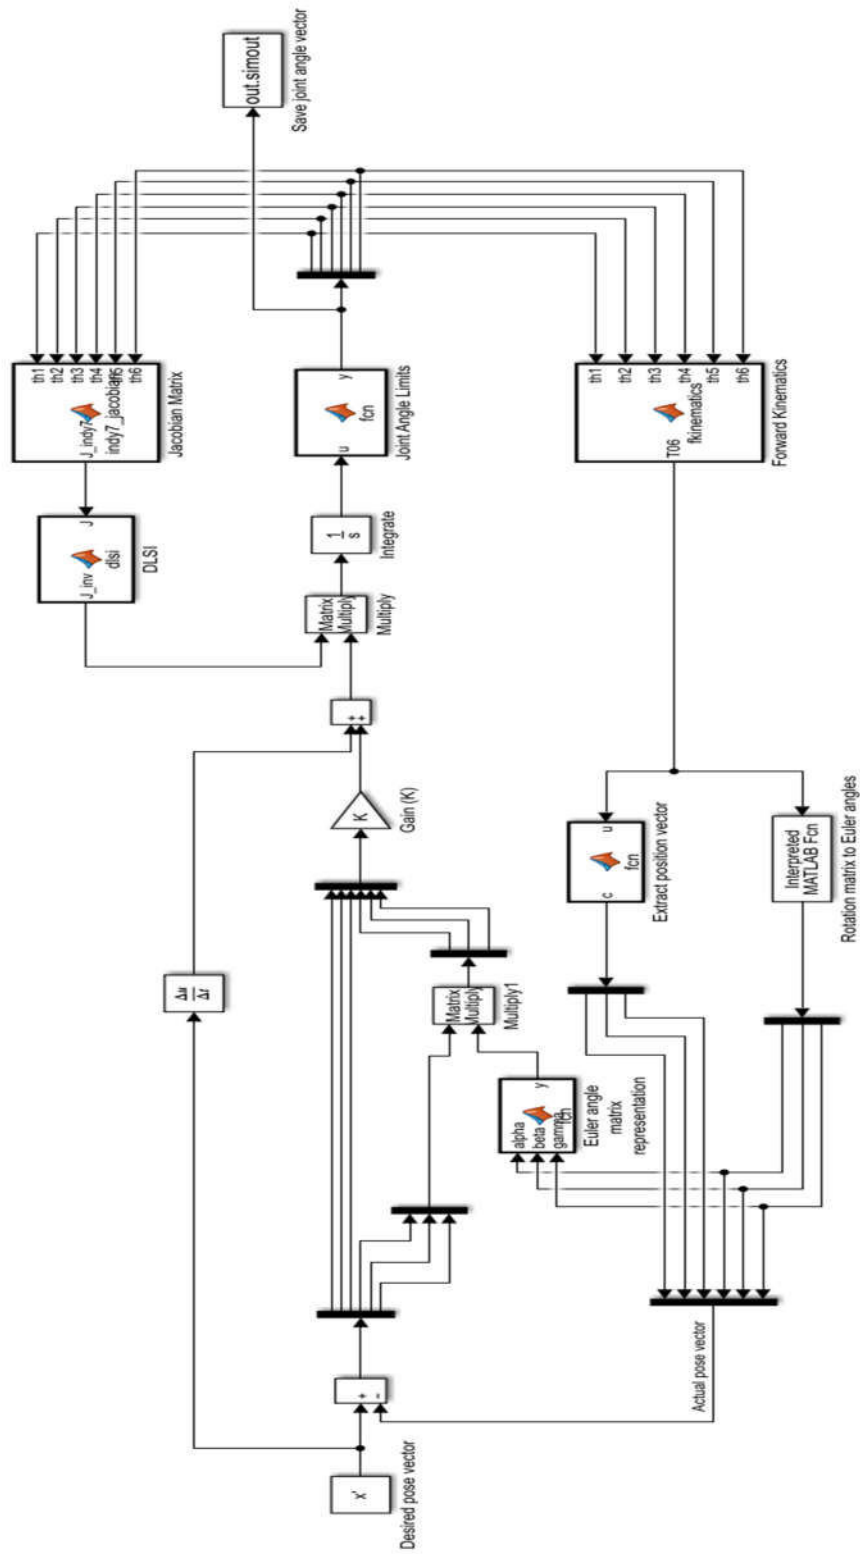 x'
Desired pose vector
+
−
Δu
Δt
Actual pose vector
alpha
beta
gamma
fcn
y
Euler angle
matrix
representation
Matrix
Multiply
Multiply1
K
Gain (K)
+
+
Matrix
Multiply
Multiply
1
s
Integrate
u
fcn
y
Joint Angle Limits
out.simout
Save joint angle vector
J_inv
dlsi
J
DLSI
J_indy7
indy7_jacobian
th1
th2
th3
th4
th5
th6
Jacobian Matrix
th1
th2
th3
th4
th5
th6
T06
fkinematics
Forward Kinematics
c
fcn
u
Extract position vector
Interpreted
MATLAB Fcn
Rotation matrix to Euler angles